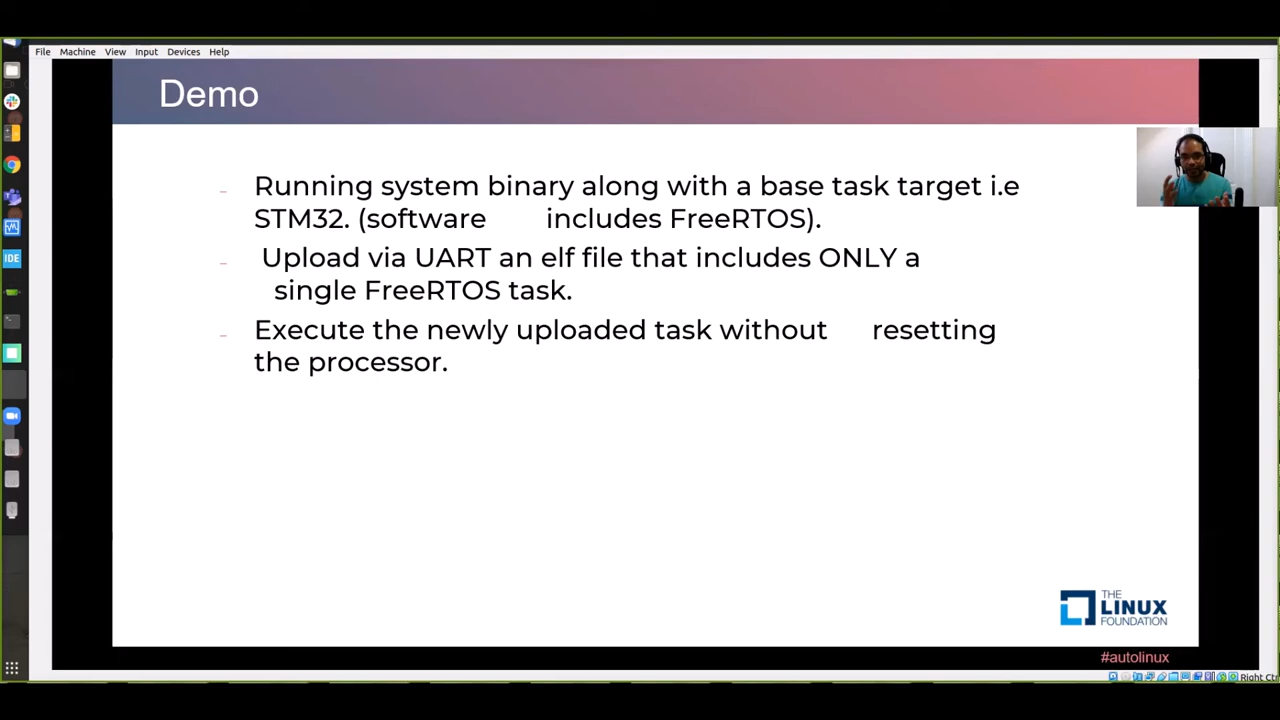 File Machine View Input Devices Help
Demo
Running system binary along with a base task target i.e
STM32. (software includes FreeRTOS).
Upload via UART an elf file that includes ONLY a
single FreeRTOS task.
Execute the newly uploaded task without resetting
the processor.
IDE
THE
LINUX
FOUNDATION
#autolinux
Right Ctr